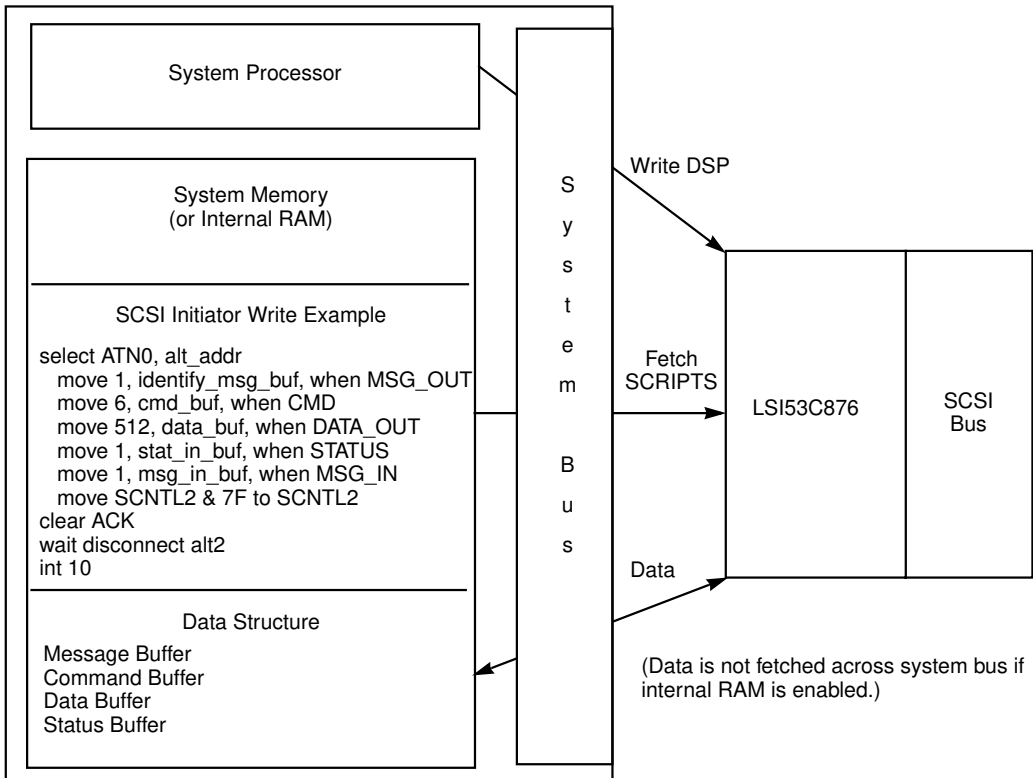 System Processor
System Memory
(or Internal RAM)
SCSI Initiator Write Example
select ATN0, alt_addr
move 1, identify_msg_buf, when MSG_OUT
move 6, cmd_buf, when CMD
move 512, data_buf, when DATA_OUT
move 1, stat_in_buf, when STATUS
move 1, msg_in_buf, when MSG_IN
move SCNTL2 & 7F to SCNTL2
clear ACK
wait disconnect alt2
int 10
Data Structure
Message Buffer
Command Buffer
Data Buffer
Status Buffer
System Bus
Write DSP
Fetch
SCRIPTS
Data
LSI53C876
SCSI
Bus
(Data is not fetched across system bus if
internal RAM is enabled.)